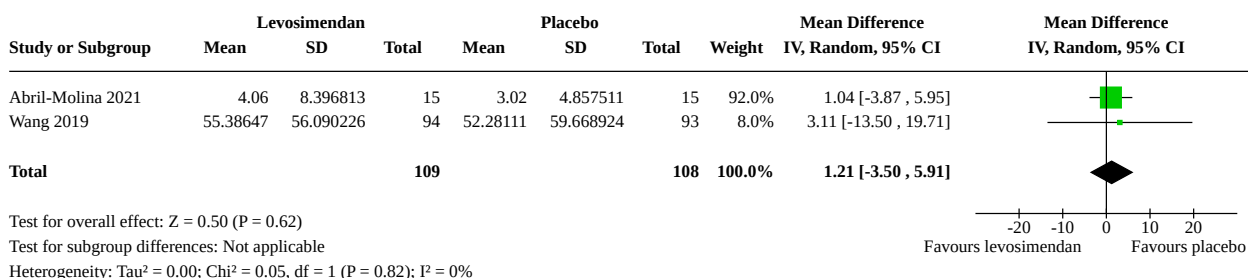 Levosimendan Placebo Mean Difference Mean Difference
Study or Subgroup Mean SD Total Mean SD Total Weight IV, Random, 95% CI IV, Random, 95% CI
Abril-Molina 2021 4.06 8.396813 15 3.02 4.857511 15 92.0% 1.04 [-3.87 , 5.95]
Wang 2019 55.38647 56.090226 94 52.28111 59.668924 93 8.0% 3.11 [-13.50 , 19.71]
Total 109 108 100.0% 1.21 [-3.50 , 5.91]
Test for overall effect: Z = 0.50 (P = 0.62)
-20 -10 0 10 20
Test for subgroup differences: Not applicable
Favours levosimendan Favours placebo
Heterogeneity: Tau² = 0.00; Chi² = 0.05, df = 1 (P = 0.82); I² = 0%